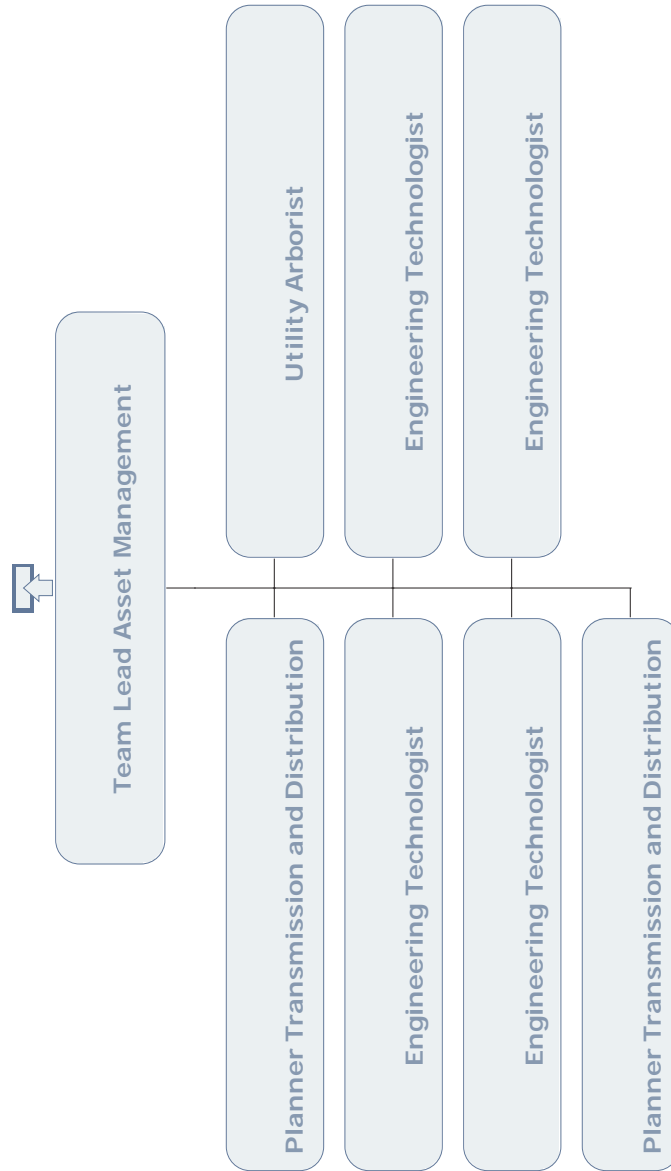 Team Lead Asset Management
Planner Transmission and Distribution
Utility Arborist
Engineering Technologist
Engineering Technologist
Engineering Technologist
Engineering Technologist
Planner Transmission and Distribution